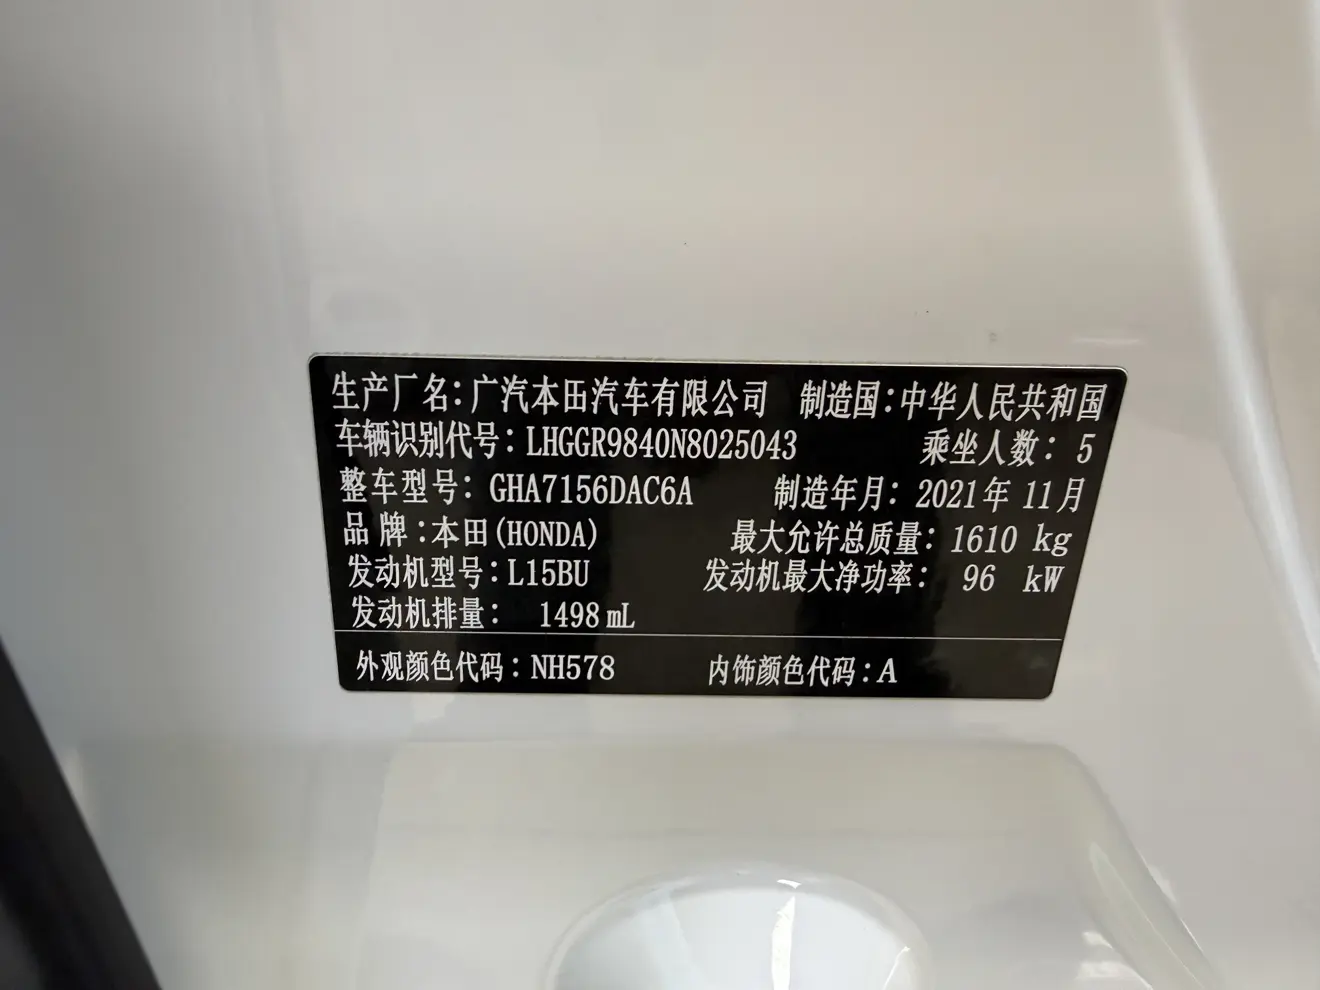 生产厂名：广汽本田汽车有限公司 制造国：中华人民共和国
车辆识别代号：LHGGR9840N8025043 乘坐人数：5
整车型号：GHA7156DAC6A 制造年月：2021年 11月
品 牌：本田(HONDA) 最大允许总质量：1610 kg
发动机型号：L15BU 发动机最大净功率：96 kW
发动机排量：1498mL
外观颜色代码：NH578 内饰颜色代码：A